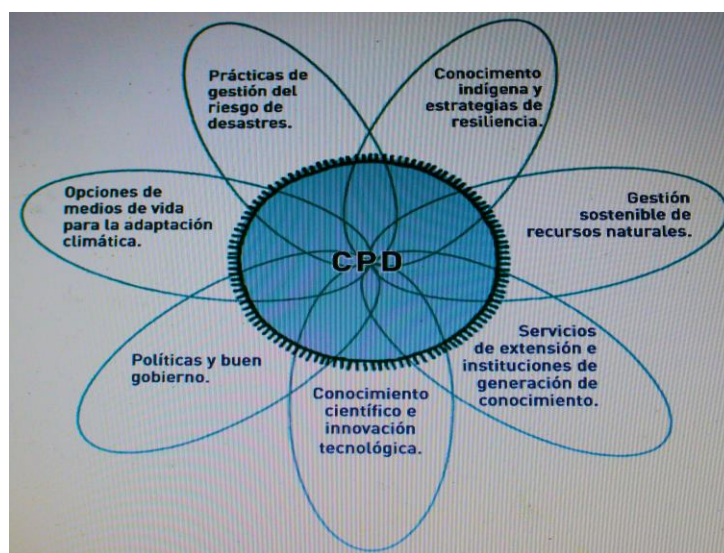 Prácticas de
gestión del
riesgo de
desastres.
Conocimento
indígena y
estrategias de
resiliencia.
Opciones de
medios de vida
para la adaptación
climática.
Gestión
sostenible de
recursos naturales.
CPD
Políticas y buen
gobierno.
Servicios
de extensión e
instituciones de
generación de
conocimiento.
Conocimiento
científico e
innovación
tecnológica.